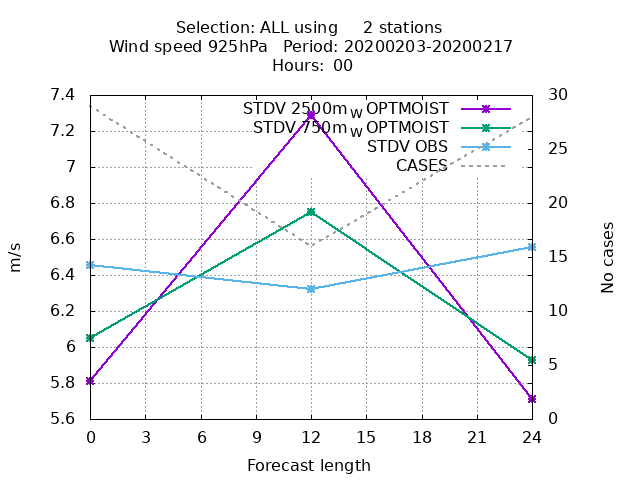 Selection: ALL using 2 stations
Wind speed 925hPa Period: 20200203-20200217
Hours: 00
7.4
7.2
7
6.8
6.6
6.4
6.2
6
5.8
5.6
m/s
STDV 2500m_W OPTMOIST
STDV 750m_W OPTMOIST
STDV OBS
CASES
30
25
20
15
10
5
0
No cases
0 3 6 9 12 15 18 21 24
Forecast length